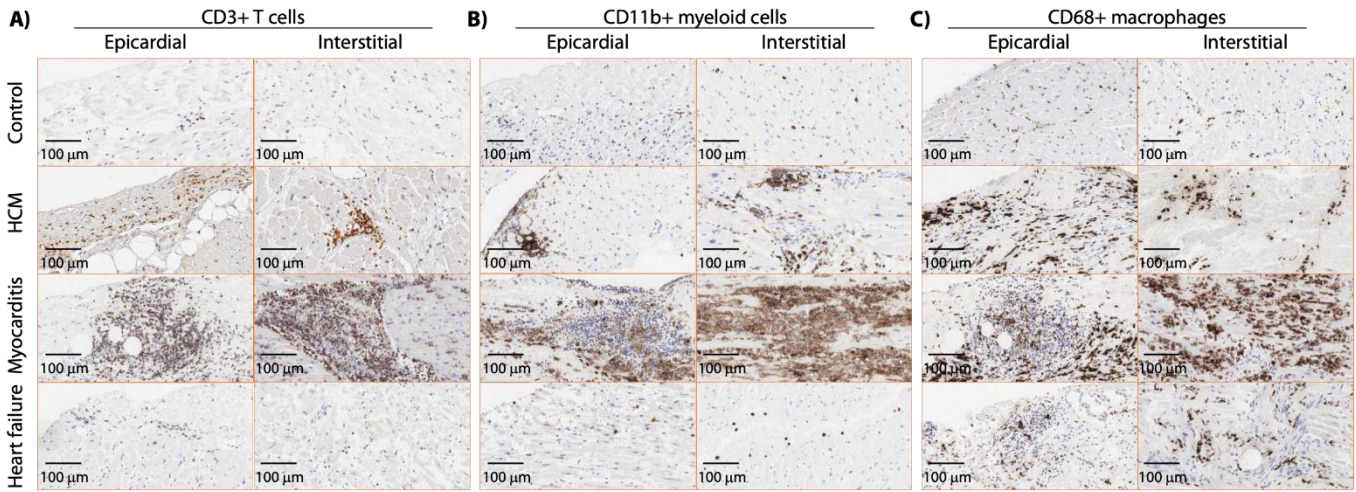 A) CD3+ T cells B) CD11b+ myeloid cells C) CD68+ macrophages
Epicardial Interstitial Epicardial Interstitial Epicardial Interstitial
Control
100 µm 100 µm 100 µm 100 µm 100 µm 100 µm
HCM
100 µm 100 µm 100 µm 100 µm 100 µm 100 µm
Myocarditis
100 µm 100 µm 100 µm 100 µm 100 µm 100 µm
Heart failure
100 µm 100 µm 100 µm 100 µm 100 µm 100 µm